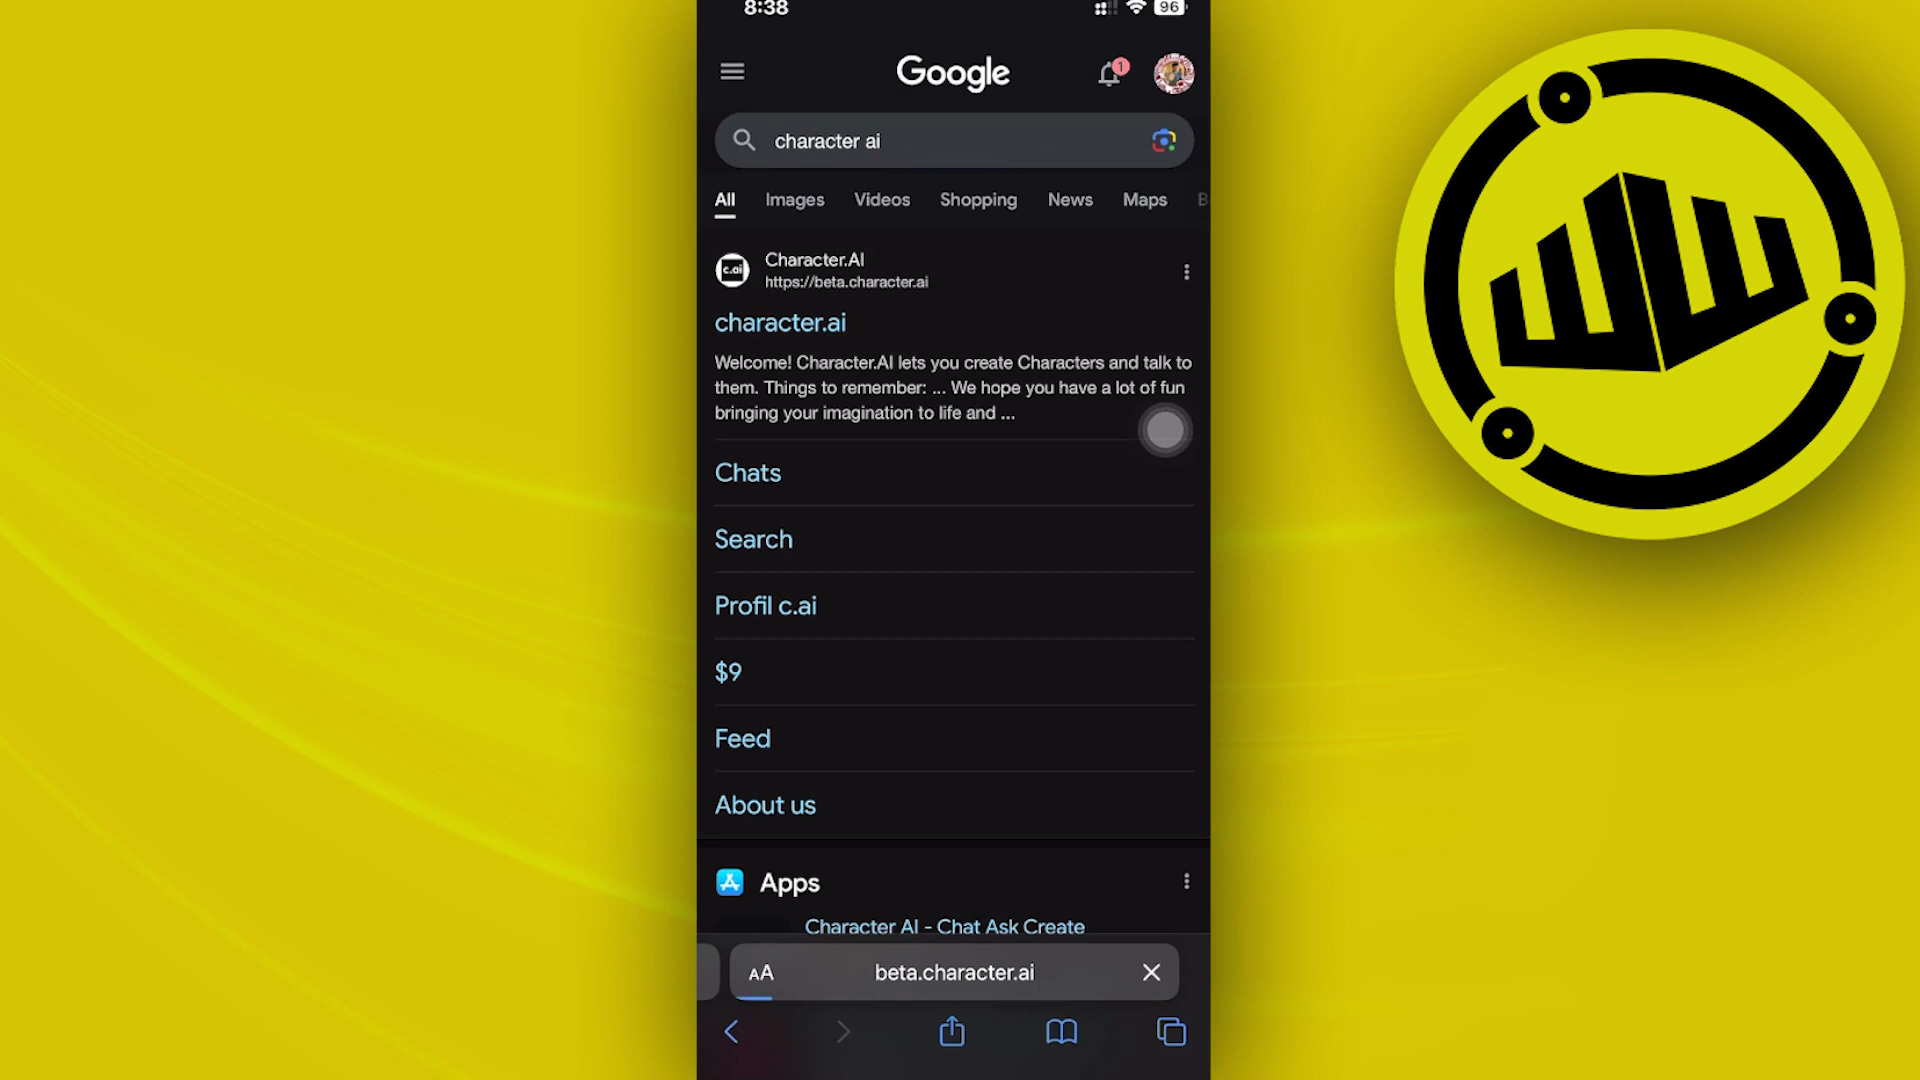 8:38
96
Google
1
character ai
All Images Videos Shopping News Maps
c.ai
Character.AI
https://beta.character.ai
character.ai
Welcome! Character.AI lets you create Characters and talk to
them. Things to remember: ... We hope you have a lot of fun
bringing your imagination to life and ...
Chats
Search
Profil c.ai
$9
Feed
About us
Apps
Character AI - Chat Ask Create
AA beta.character.ai